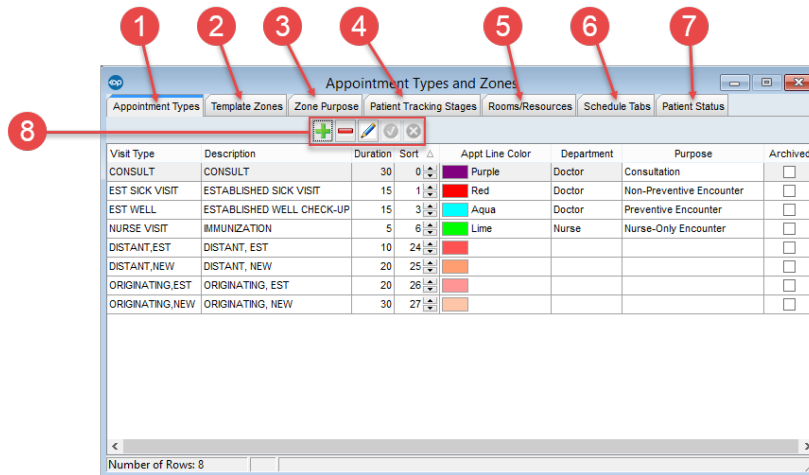 1 2 3 4 5 6 7
op Appointment Types and Zones
Appointment Types Template Zones Zone Purpose Patient Tracking Stages Rooms/Resources Schedule Tabs Patient Status
8
Visit Type Description Duration Sort Appt Line Color Department Purpose Archived
CONSULT CONSULT 30 0 Purple Doctor Consultation
EST SICK VISIT ESTABLISHED SICK VISIT 15 1 Red Doctor Non-Preventive Encounter
EST WELL ESTABLISHED WELL CHECK-UP 15 3 Aqua Doctor Preventive Encounter
NURSE VISIT IMMUNIZATION 5 6 Lime Nurse Nurse-Only Encounter
DISTANT,EST DISTANT, EST 10 24
DISTANT,NEW DISTANT, NEW 20 25
ORIGINATING,EST ORIGINATING, EST 20 26
ORIGINATING,NEW ORIGINATING, NEW 30 27
Number of Rows: 8